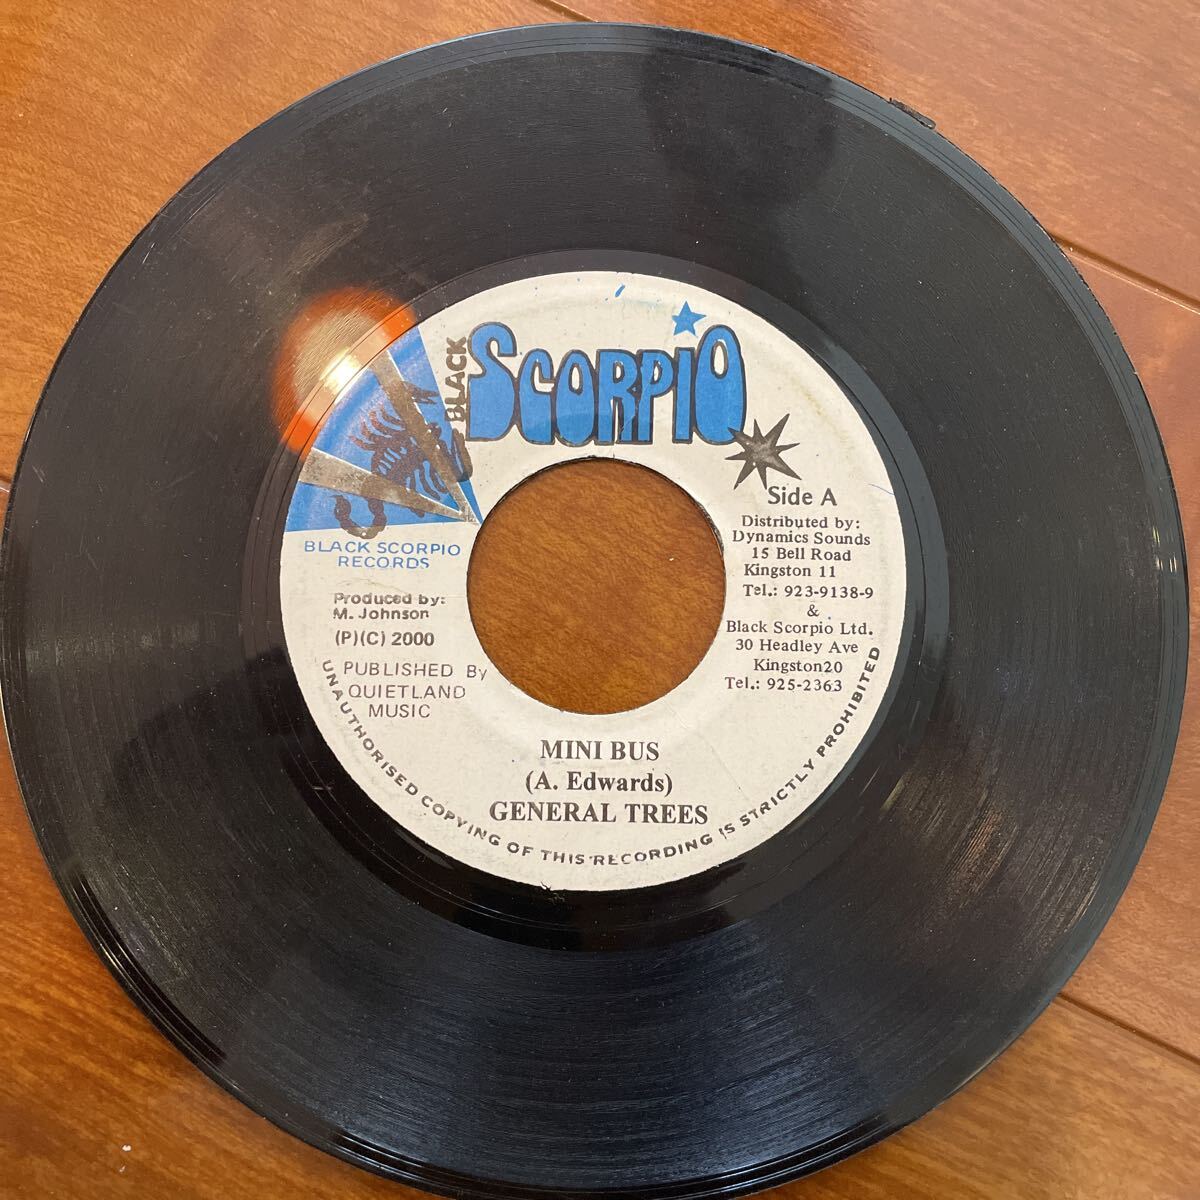 BLACK
SCORPIO
Side A
BLACK SCORPIO
RECORDS
Produced by:
M. Johnson
(P)(C) 2000
PUBLISHED By
QUIETLAND
MUSIC
Distributed by:
Dynamics Sounds
15 Bell Road
Kingston 11
Tel.: 923-9138-9
&
Black Scorpio Ltd.
30 Headley Ave
Kingston20
Tel.: 925-2363
MINI BUS
(A. Edwards)
GENERAL TREES
UNAUTHORISED COPYING OF THIS RECORDING IS STRICTLY PROHIBITED